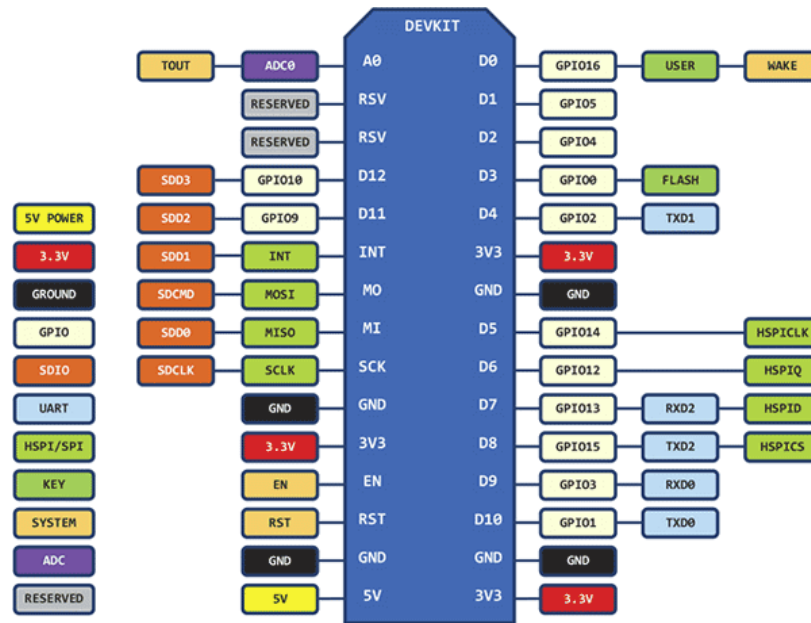 DEVKIT
TOUT ADC0 A0 D0 GPIO16 USER WAKE
RESERVED RSV D1 GPIO5
RESERVED RSV D2 GPIO4
SDD3 GPIO10 D12 D3 GPIO0 FLASH
5V POWER SDD2 GPIO9 D11 D4 GPIO2 TXD1
3.3V SDD1 INT INT 3V3 3.3V
GROUND SDCMD MOSI MO GND GND
GPIO SDD0 MISO MI D5 GPIO14 HSPICLK
SDIO SDCLK SCLK SCK D6 GPIO12 HSPIQ
UART GND GND D7 GPIO13 RXD2 HSPID
HSPI/SPI 3.3V 3V3 D8 GPIO15 TXD2 HSPICS
KEY EN EN D9 GPIO3 RXD0
SYSTEM RST RST D10 GPIO1 TXD0
ADC GND GND GND GND
RESERVED 5V 5V 3V3 3.3V